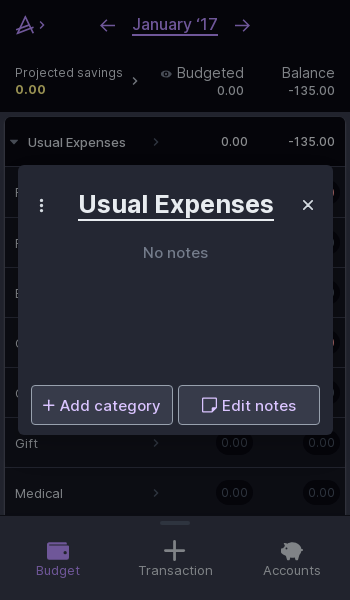 January ‘17
Projected savings
0.00
Budgeted
0.00
Balance
-135.00
Usual Expenses
0.00
-135.00
Usual Expenses
No notes
Add category
Edit notes
Gift
0.00
0.00
Medical
0.00
0.00
Budget
Transaction
Accounts